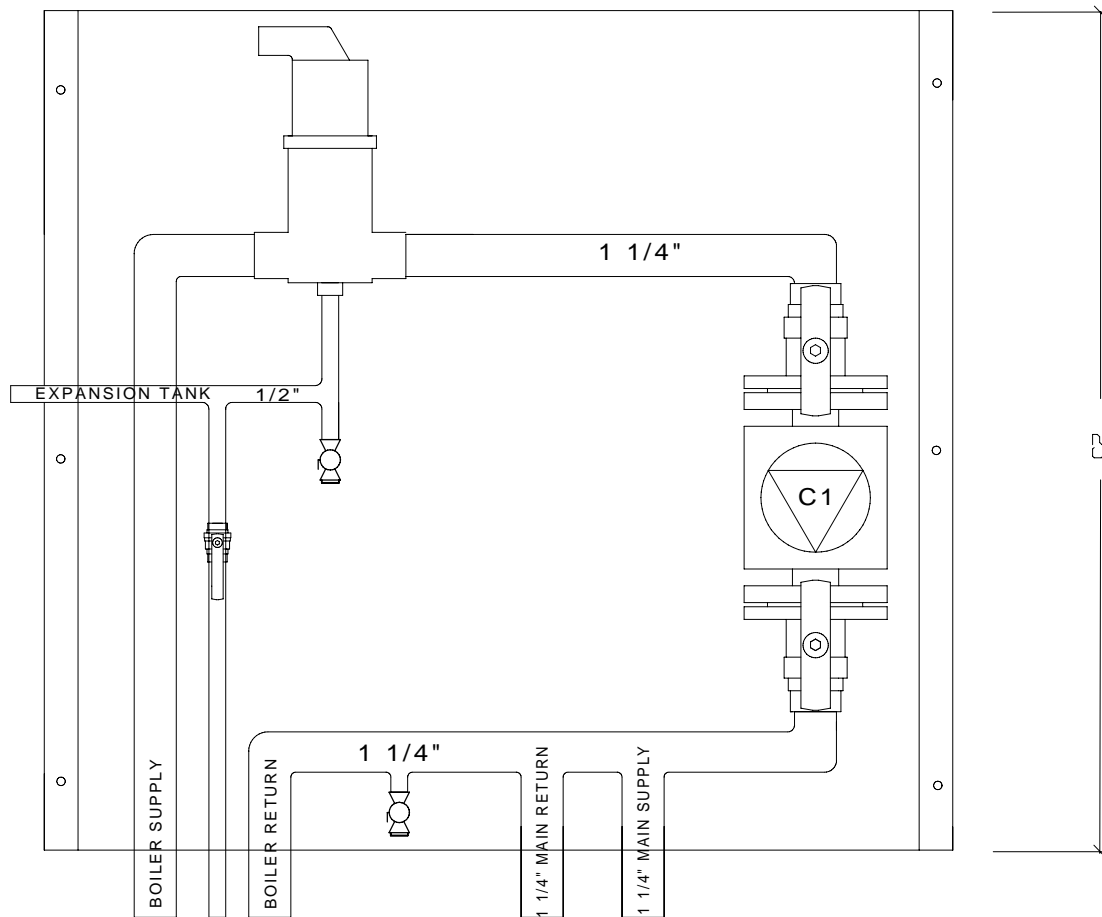 1 1/4"
EXPANSION TANK
1/2"
C1
1 1/4"
BOILER SUPPLY
BOILER RETURN
1 1/4" MAIN RETURN
1 1/4" MAIN SUPPLY